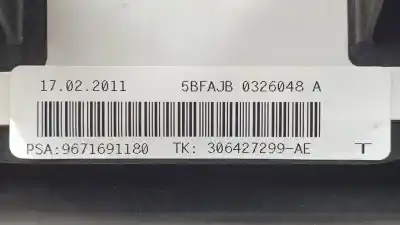 17.02.2011 5BFAJB 0326048 A
PSA:9671691180 TK: 306427299-AE T